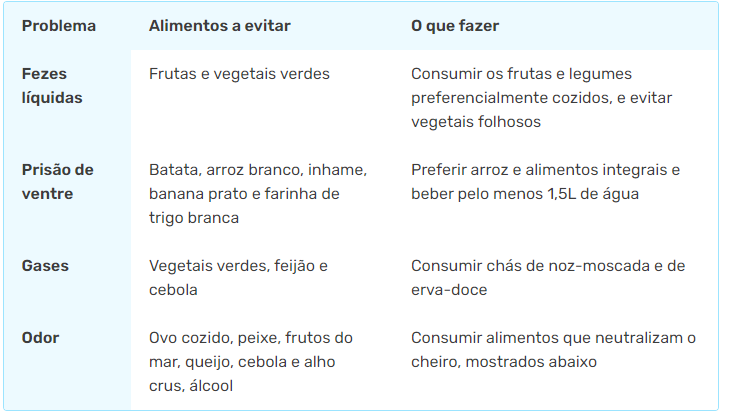 Problema Alimentos a evitar O que fazer
Fezes líquidas Frutas e vegetais verdes Consumir os frutas e legumes preferencialmente cozidos, e evitar vegetais folhosos
Prisão de ventre Batata, arroz branco, inhame, banana prato e farinha de trigo branca Preferir arroz e alimentos integrais e beber pelo menos 1,5L de água
Gases Vegetais verdes, feijão e cebola Consumir chás de noz-moscada e de erva-doce
Odor Ovo cozido, peixe, frutos do mar, queijo, cebola e alho crus, álcool Consumir alimentos que neutralizam o cheiro, mostrados abaixo